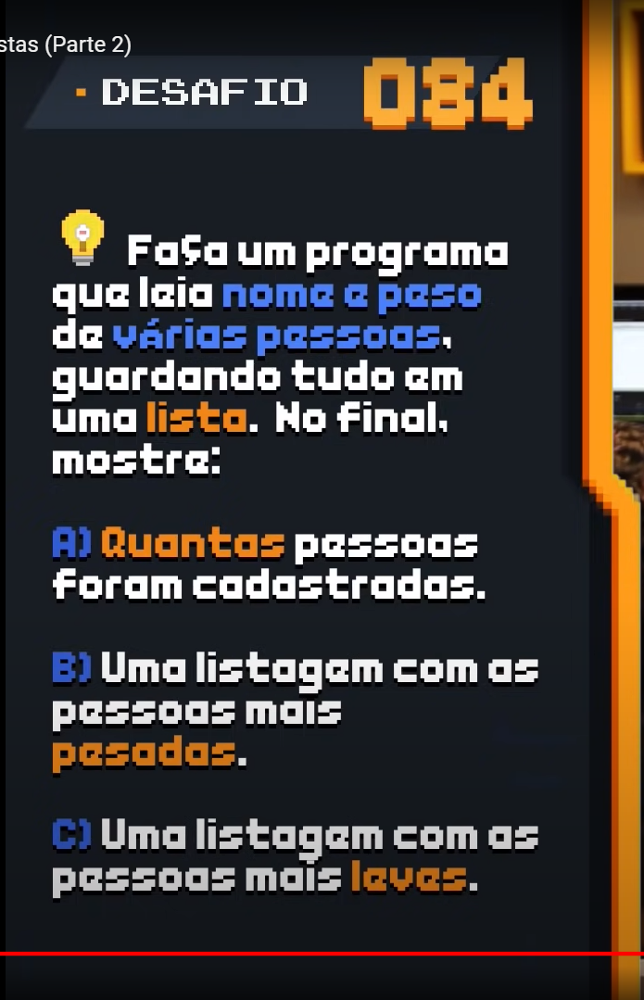 stas (Parte 2)
DESAFIO 084
Faça um programa
que leia nome e peso
de várias pessoas,
guardando tudo em
uma lista. No final,
mostre:
A) Quantas pessoas
foram cadastradas.
B) Uma listagem com as
pessoas mais
pesadas.
C) Uma listagem com as
pessoas mais leves.